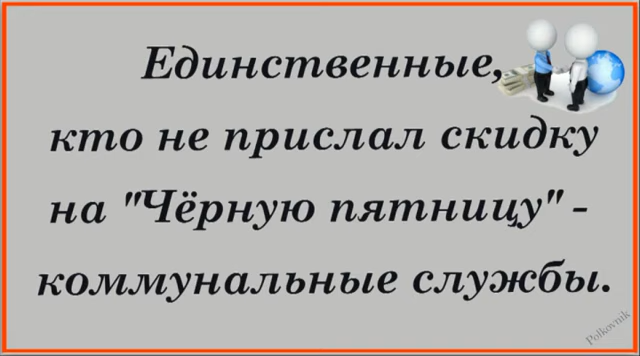 Единственные,
кто не прислал скидку
на "Чёрную пятницу" -
коммунальные службы.
Polkovnik